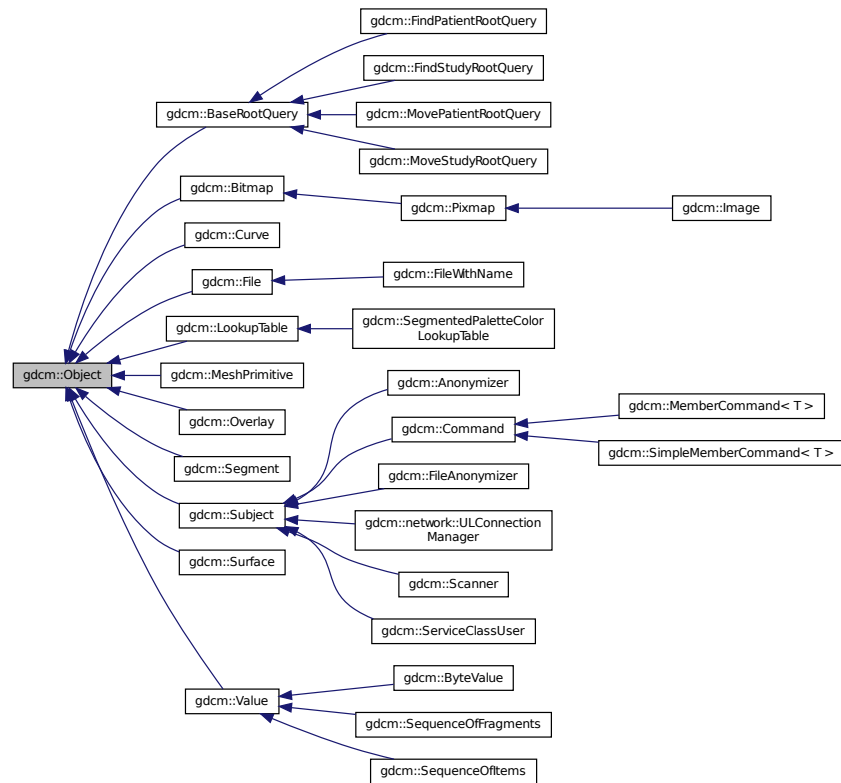 gdcm::FindPatientRootQuery
gdcm::FindStudyRootQuery
gdcm::BaseRootQuery
gdcm::MovePatientRootQuery
gdcm::MoveStudyRootQuery
gdcm::Bitmap
gdcm::Pixmap
gdcm::Image
gdcm::Curve
gdcm::File
gdcm::FileWithName
gdcm::LookupTable
gdcm::SegmentedPaletteColor
LookupTable
gdcm::Object
gdcm::MeshPrimitive
gdcm::Anonymizer
gdcm::MemberCommand< T >
gdcm::Overlay
gdcm::Command
gdcm::SimpleMemberCommand< T >
gdcm::Segment
gdcm::FileAnonymizer
gdcm::Subject
gdcm::network::ULConnection
Manager
gdcm::Surface
gdcm::Scanner
gdcm::ServiceClassUser
gdcm::ByteValue
gdcm::Value
gdcm::SequenceOfFragments
gdcm::SequenceOfItems